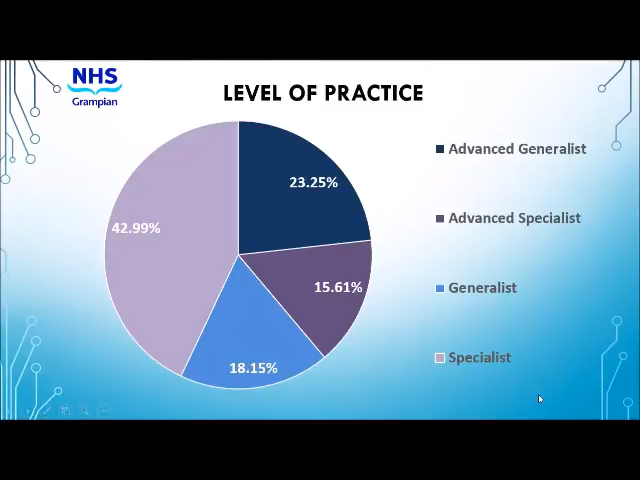 NHS
Grampian
LEVEL OF PRACTICE
23.25%
42.99%
15.61%
18.15%
Advanced Generalist
Advanced Specialist
Generalist
Specialist